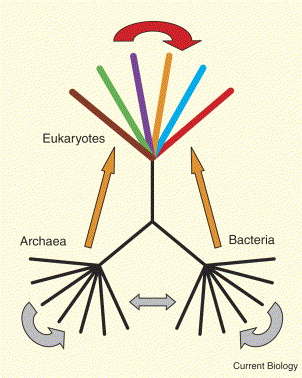 Eukaryotes
Archaea
Bacteria
Current Biology